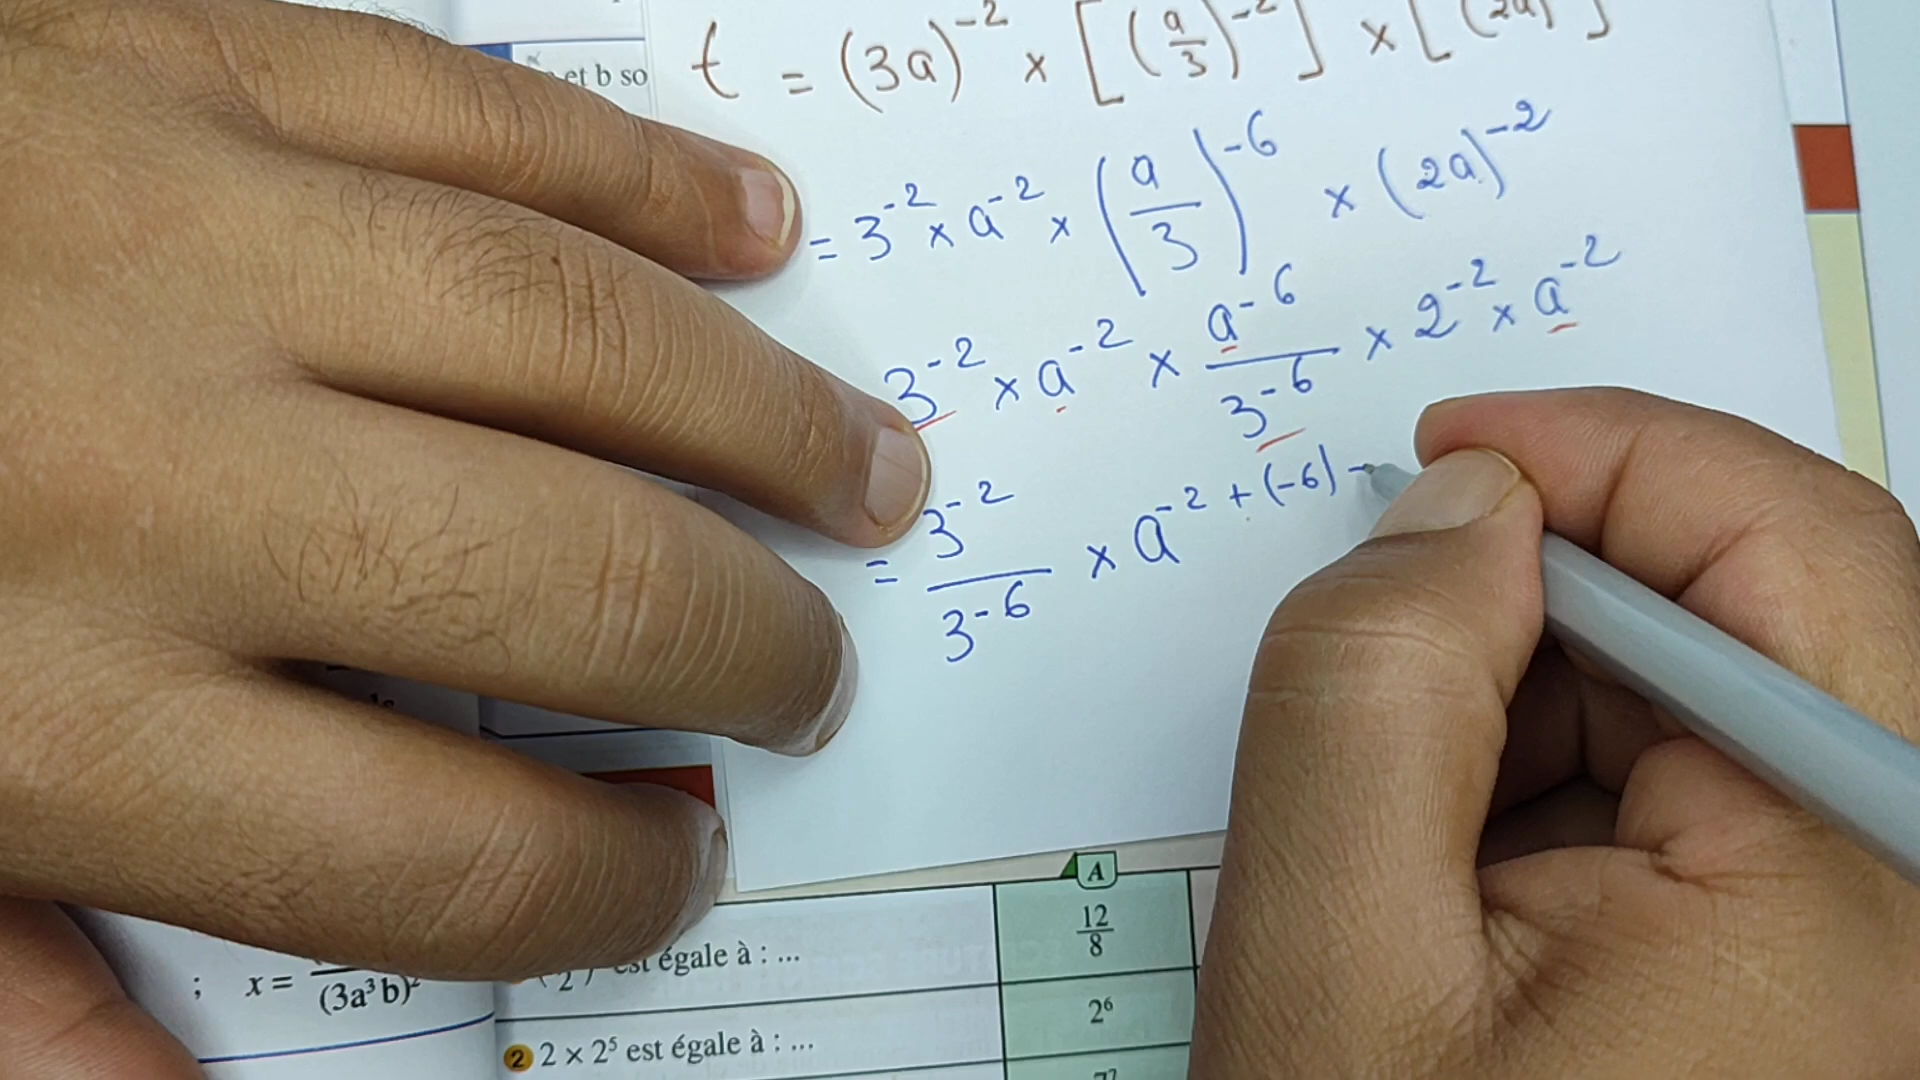 et b so
t = (3a)⁻² × [(a/3)⁻²] × [(2a)]
= 3⁻² × a⁻² × (a/3)⁻⁶ × (2a)⁻²
3⁻² × a⁻² × a⁻⁶/3⁻⁶ × 2⁻² × a⁻²
= 3⁻²/3⁻⁶ × a⁻² + (-6) -
A
est égale à : ...
12/8
; x = (3a³b)²
2 2 × 2⁵ est égale à : ...
2⁶